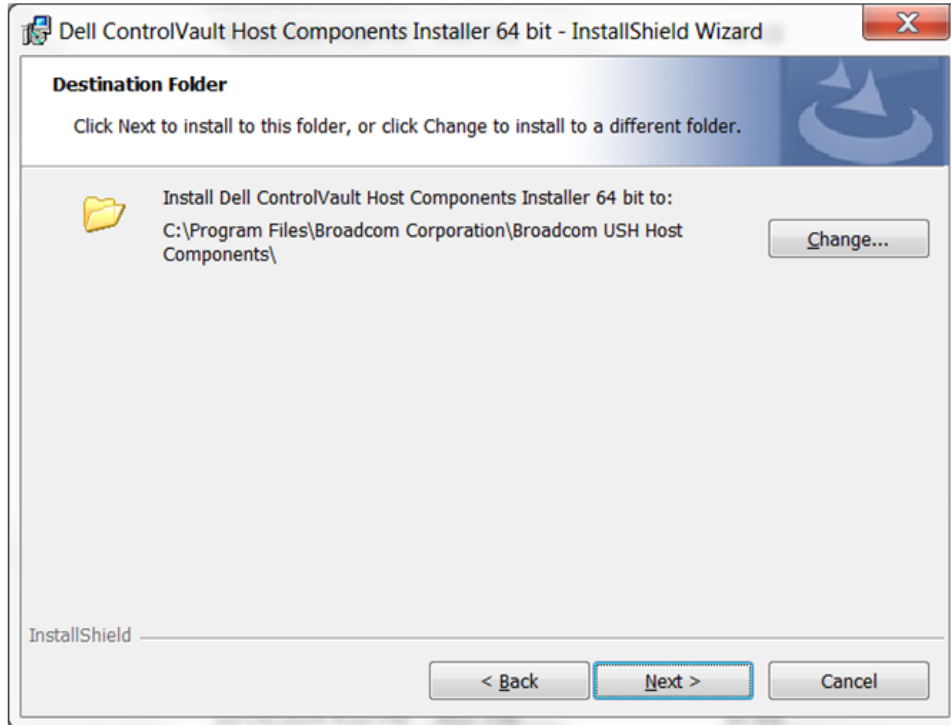 Dell ControlVault Host Components Installer 64 bit - InstallShield Wizard
Destination Folder
Click Next to install to this folder, or click Change to install to a different folder.
Install Dell ControlVault Host Components Installer 64 bit to:
C:\Program Files\Broadcom Corporation\Broadcom USH Host
Components\
Change...
InstallShield
< Back
Next >
Cancel